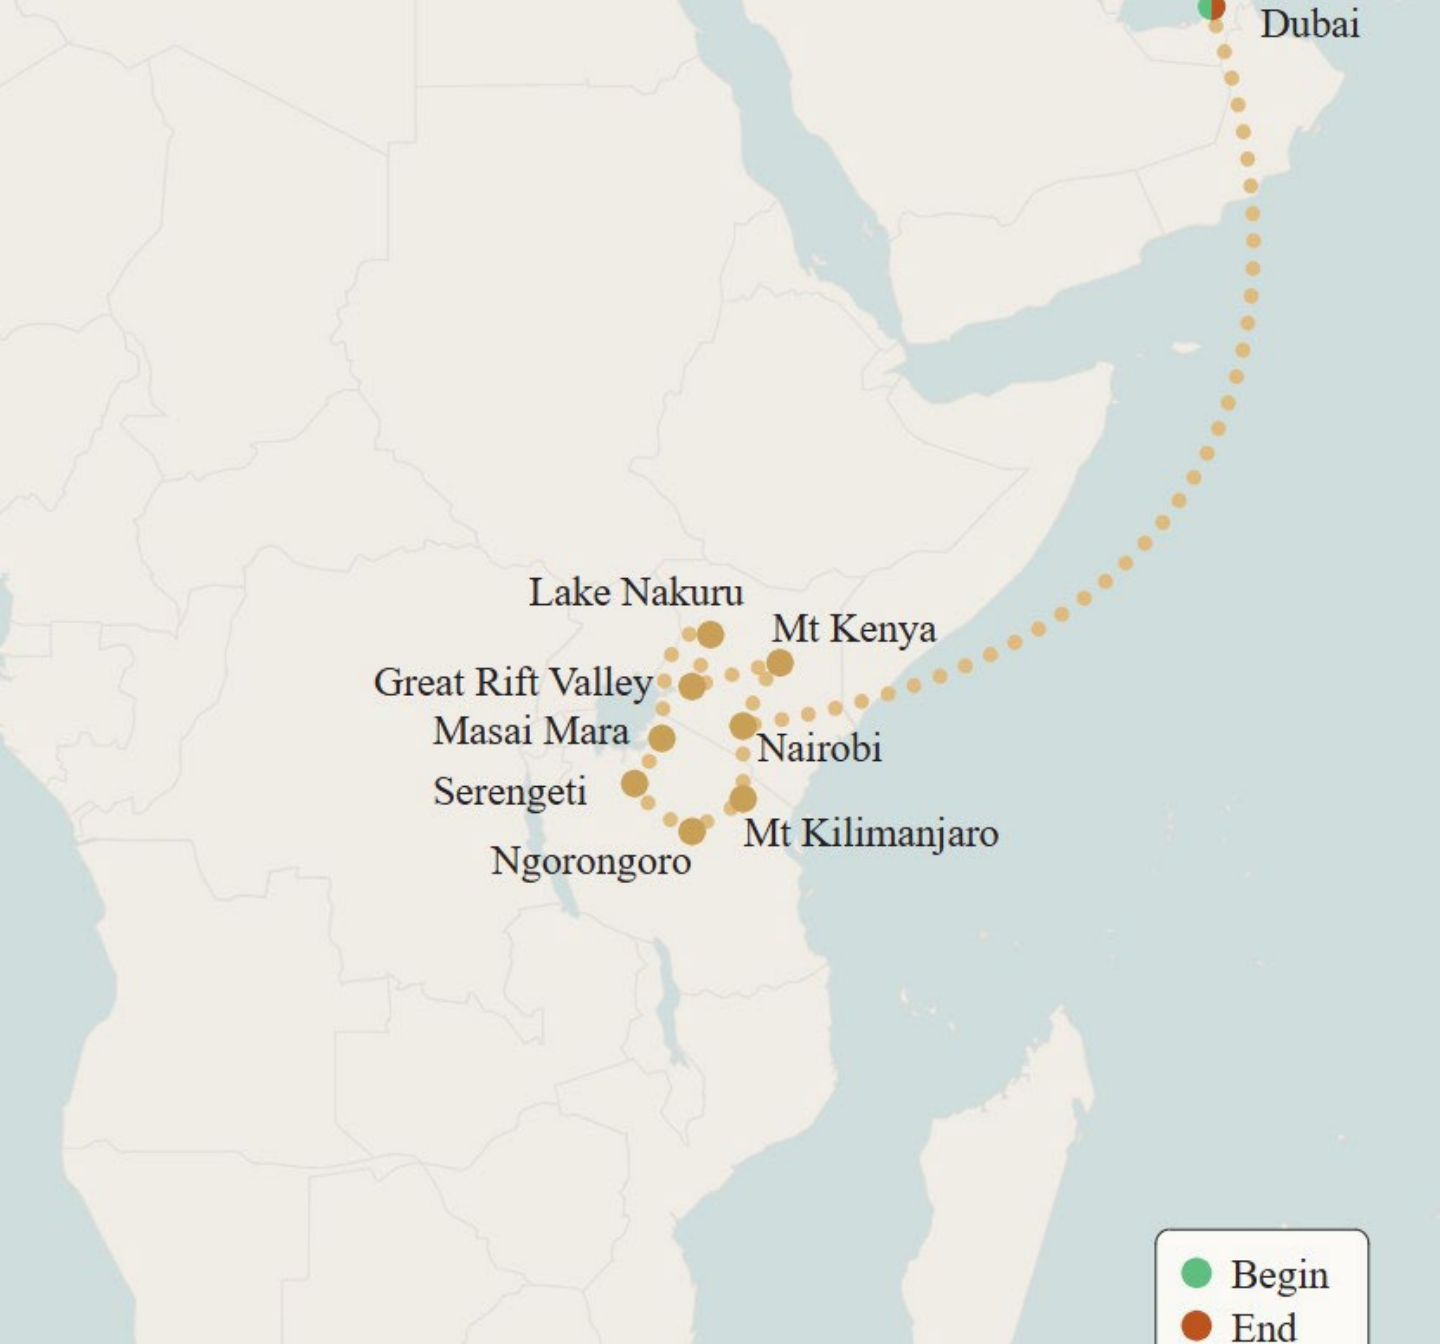 Dubai
Lake Nakuru
Mt Kenya
Great Rift Valley
Masai Mara
Nairobi
Serengeti
Mt Kilimanjaro
Ngorongoro
Begin
End